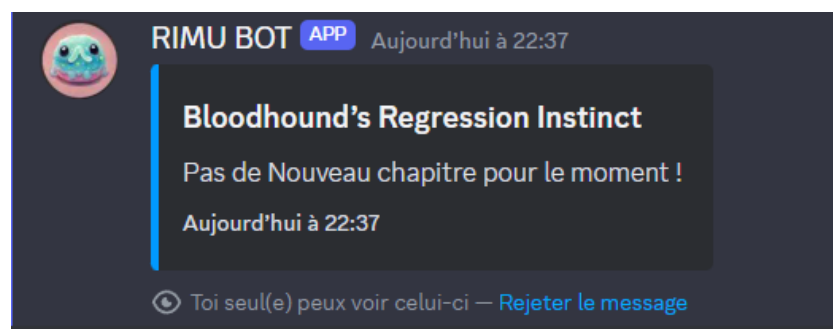 RIMU BOT APP Aujourd'hui à 22:37
Bloodhound's Regression Instinct
Pas de Nouveau chapitre pour le moment !
Aujourd'hui à 22:37
Toi seul(e) peux voir celui-ci — Rejeter le message